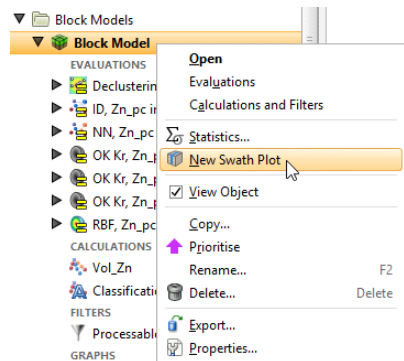 Block Models
Block Model
EVALUATIONS
Declusterin
ID, Zn_pc i
NN, Zn_pc
OK Kr, Zn_p
OK Kr, Zn_p
OK Kr, Zn_p
RBF, Zn_pc
CALCULATIONS
Vol_Zn
Classificati
FILTERS
Processabl
GRAPHS
Open
Evaluations
Calculations and Filters
Statistics...
New Swath Plot
View Object
Copy...
Prioritise
Rename... F2
Delete... Delete
Export...
Properties...